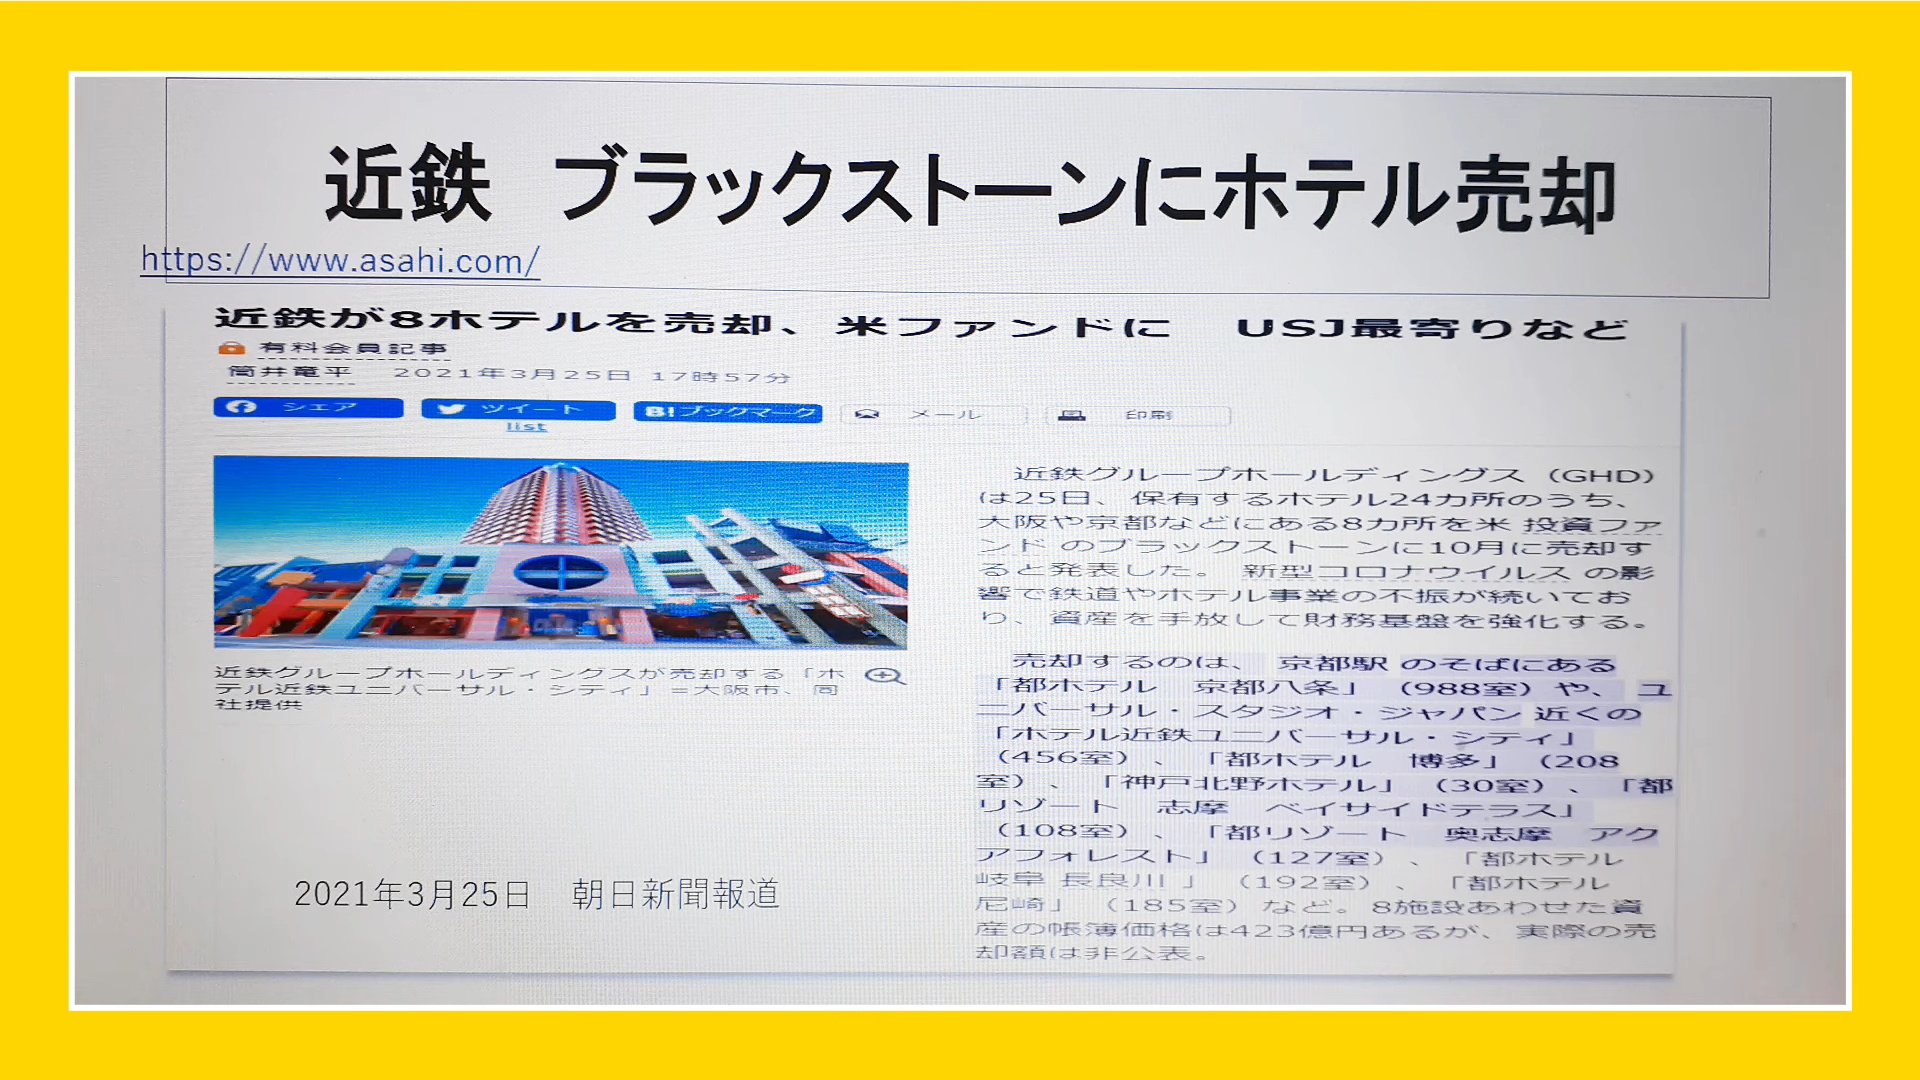 近鉄　ブラックストーンにホテル売却
https://www.asahi.com/
近鉄が8ホテルを売却、米ファンドに　USJ最寄りなど
有料会員記事
筒井竜平　2021年3月25日 17時57分
シェア　ツイート　B!ブックマーク　メール　印刷
list
近鉄グループホールディングスが売却する「ホ
テル近鉄ユニバーサル・シティ」＝大阪市、同
社提供
2021年3月25日　朝日新聞報道
近鉄グループホールディングス（GHD）
は25日、保有するホテル24カ所のうち、
大阪や京都などにある8カ所を米 投資ファ
ンド のブラックストーンに10月に売却す
ると発表した。 新型コロナウイルス の影
響で鉄道やホテル事業の不振が続いてお
り、資産を手放して財務基盤を強化する。
売却するのは、 京都駅 のそばにある
「都ホテル　京都八条」（988室）や、 ユ
ニバーサル・スタジオ・ジャパン 近くの
「ホテル近鉄ユニバーサル・シティ」
（456室）、「都ホテル　博多」（208
室）、「神戸北野ホテル」（30室）、「都
リゾート　志摩　ベイサイドテラス」
（108室）、「都リゾート　奥志摩　アク
アフォレスト」（127室）、「都ホテル
岐阜 長良川 」（192室）、「都ホテル
尼崎」（185室）など。8施設あわせた資
産の帳簿価格は423億円あるが、実際の売
却額は非公表。